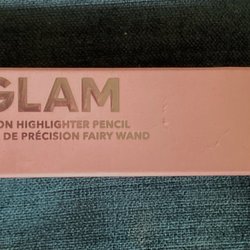 GLAM
ON HIGHLIGHTER PENCIL
DE PRÉCISION FAIRY WAND